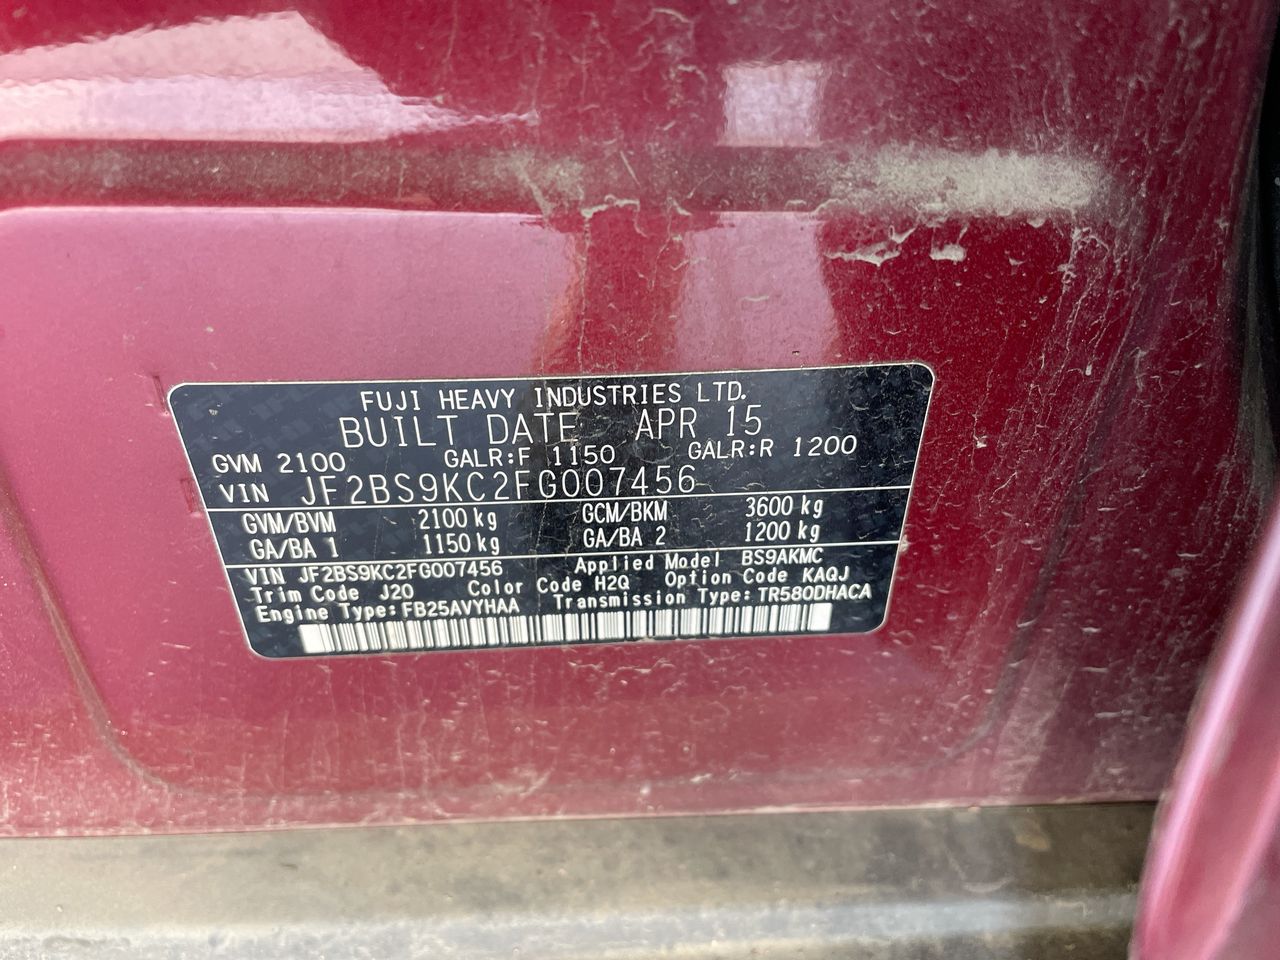 FUJI HEAVY INDUSTRIES LTD.
BUILT DATE APR 15
GVM 2100 GALR:F 1150 GALR:R 1200
VIN JF2BS9KC2FG007456
GVM/BVM 2100 kg GCM/BKM 3600 kg
GA/BA 1 1150 kg GA/BA 2 1200 kg
VIN JF2BS9KC2FG007456 Applied Model BS9AKMC
Trim Code J20 Color Code H2Q Option Code KAQJ
Engine Type: FB25AVYHAA Transmission Type: TR580DHACA